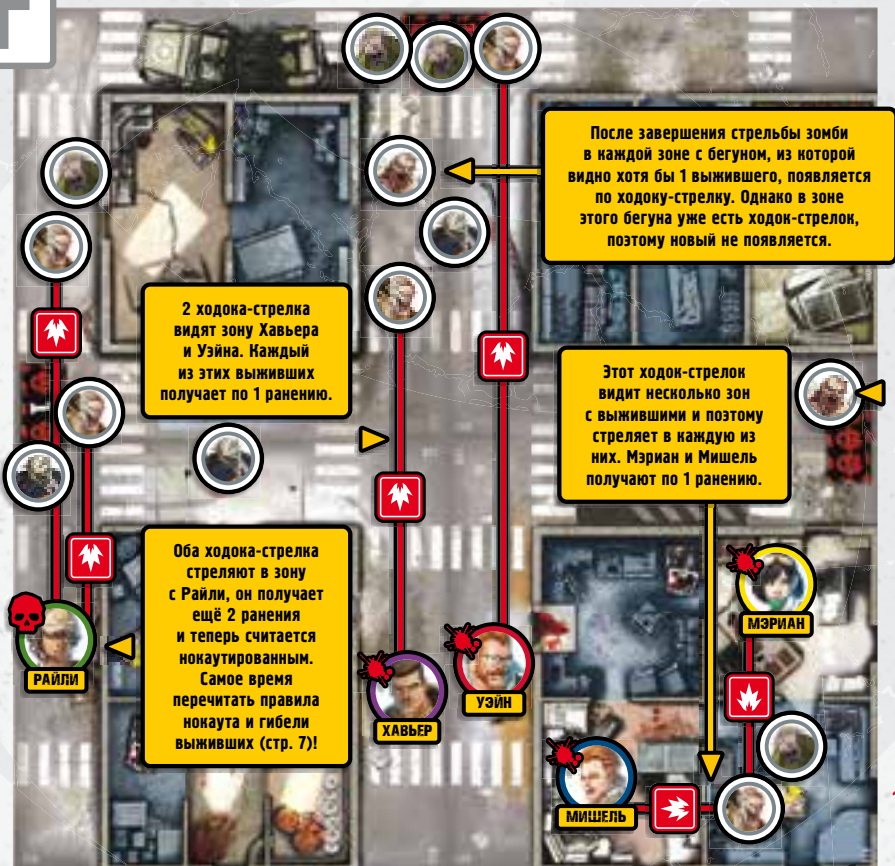 После завершения стрельбы зомби
в каждой зоне с бегуном, из которой
видно хотя бы 1 выжившего, появляется
по ходоку-стрелку. Однако в зоне
этого бегуна уже есть ходок-стрелок,
поэтому новый не появляется.
2 ходока-стрелка
видят зону Хавьера
и Уэйна. Каждый
из этих выживших
получает по 1 ранению.
Этот ходок-стрелок
видит несколько зон
с выжившими и поэтому
стреляет в каждую из
них. Мэриан и Мишель
получают по 1 ранению.
Оба ходока-стрелка
стреляют в зону
с Райли, он получает
ещё 2 ранения
и теперь считается
нокаутированным.
Самое время
перечитать правила
нокаута и гибели
выживших (стр. 7)!
РАЙЛИ
ХАВЬЕР
УЭЙН
МЭРИАН
МИШЕЛЬ